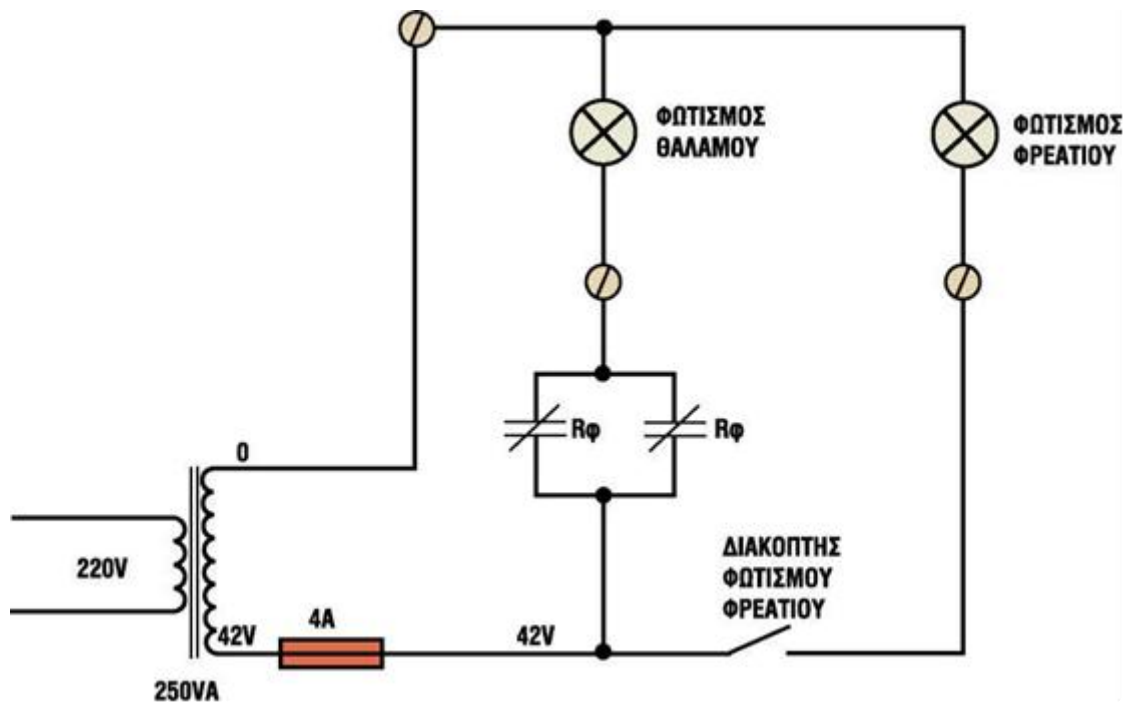 ΦΩΤΙΣΜΟΣ
ΘΑΛΑΜΟΥ
ΦΩΤΙΣΜΟΣ
ΦΡΕΑΤΙΟΥ
Rφ
Rφ
0
220V
ΔΙΑΚΟΠΤΗΣ
ΦΩΤΙΣΜΟΥ
ΦΡΕΑΤΙΟΥ
42V
4A
42V
250VA